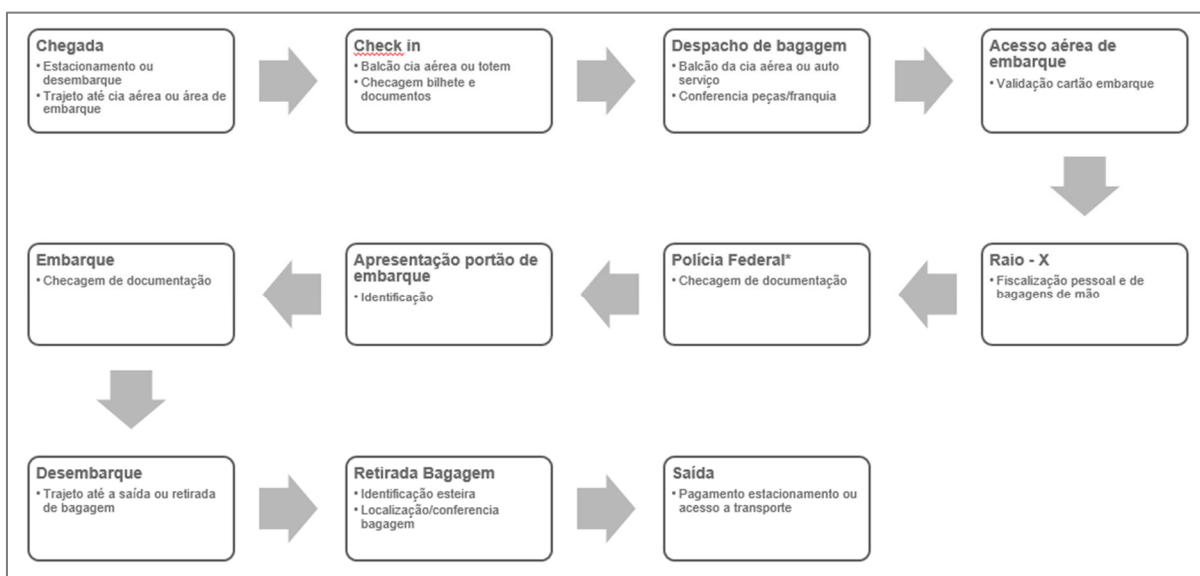 Chegada
• Estacionamento ou
desembarque
• Trajeto até cia aérea ou área de
embarque
Check in
• Balcão cia aérea ou totem
• Checagem bilhete e
documentos
Despacho de bagagem
• Balcão da cia aérea ou auto
serviço
• Conferencia peças/franquia
Acesso aérea de
embarque
• Validação cartão embarque
Raio - X
• Fiscalização pessoal e de
bagagens de mão
Polícia Federal*
• Checagem de documentação
Apresentação portão de
embarque
• Identificação
Embarque
• Checagem de documentação
Desembarque
• Trajeto até a saída ou retirada
de bagagem
Retirada Bagagem
• Identificação esteira
• Localização/conferencia
bagagem
Saída
• Pagamento estacionamento ou
acesso a transporte